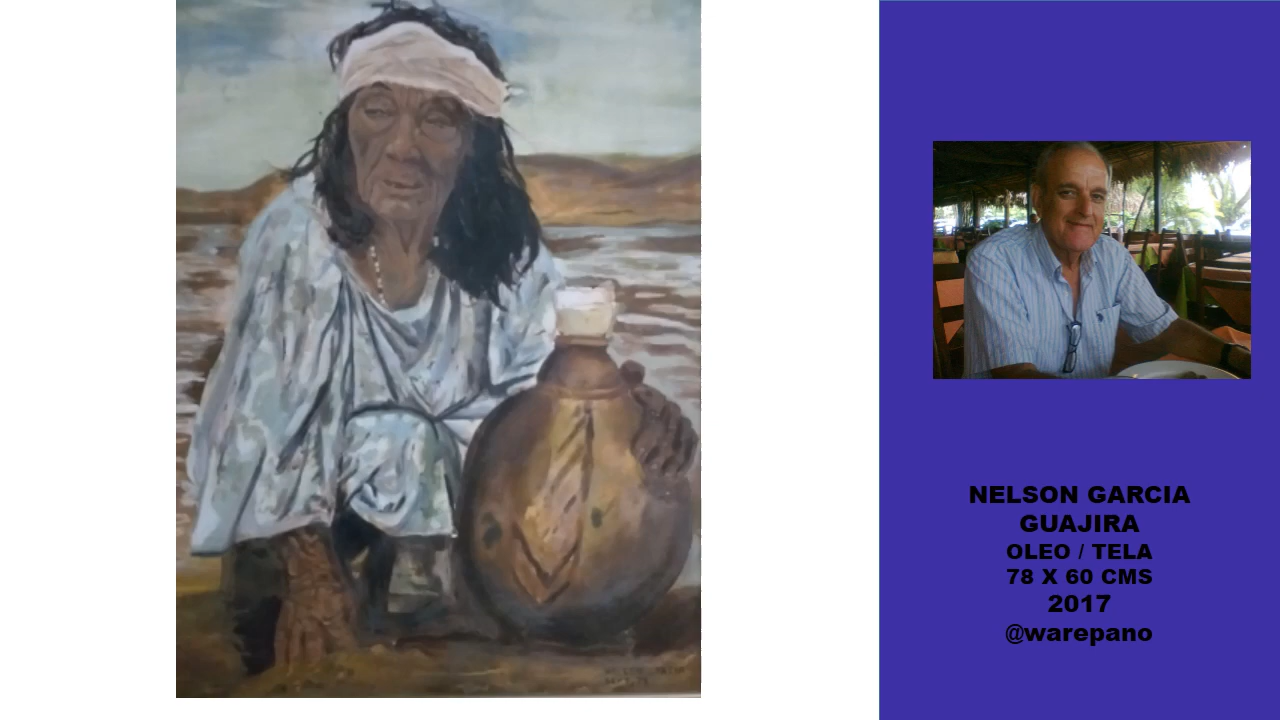 NELSON GARCIA
GUAJIRA
OLEO / TELA
78 X 60 CMS
2017
@warepano